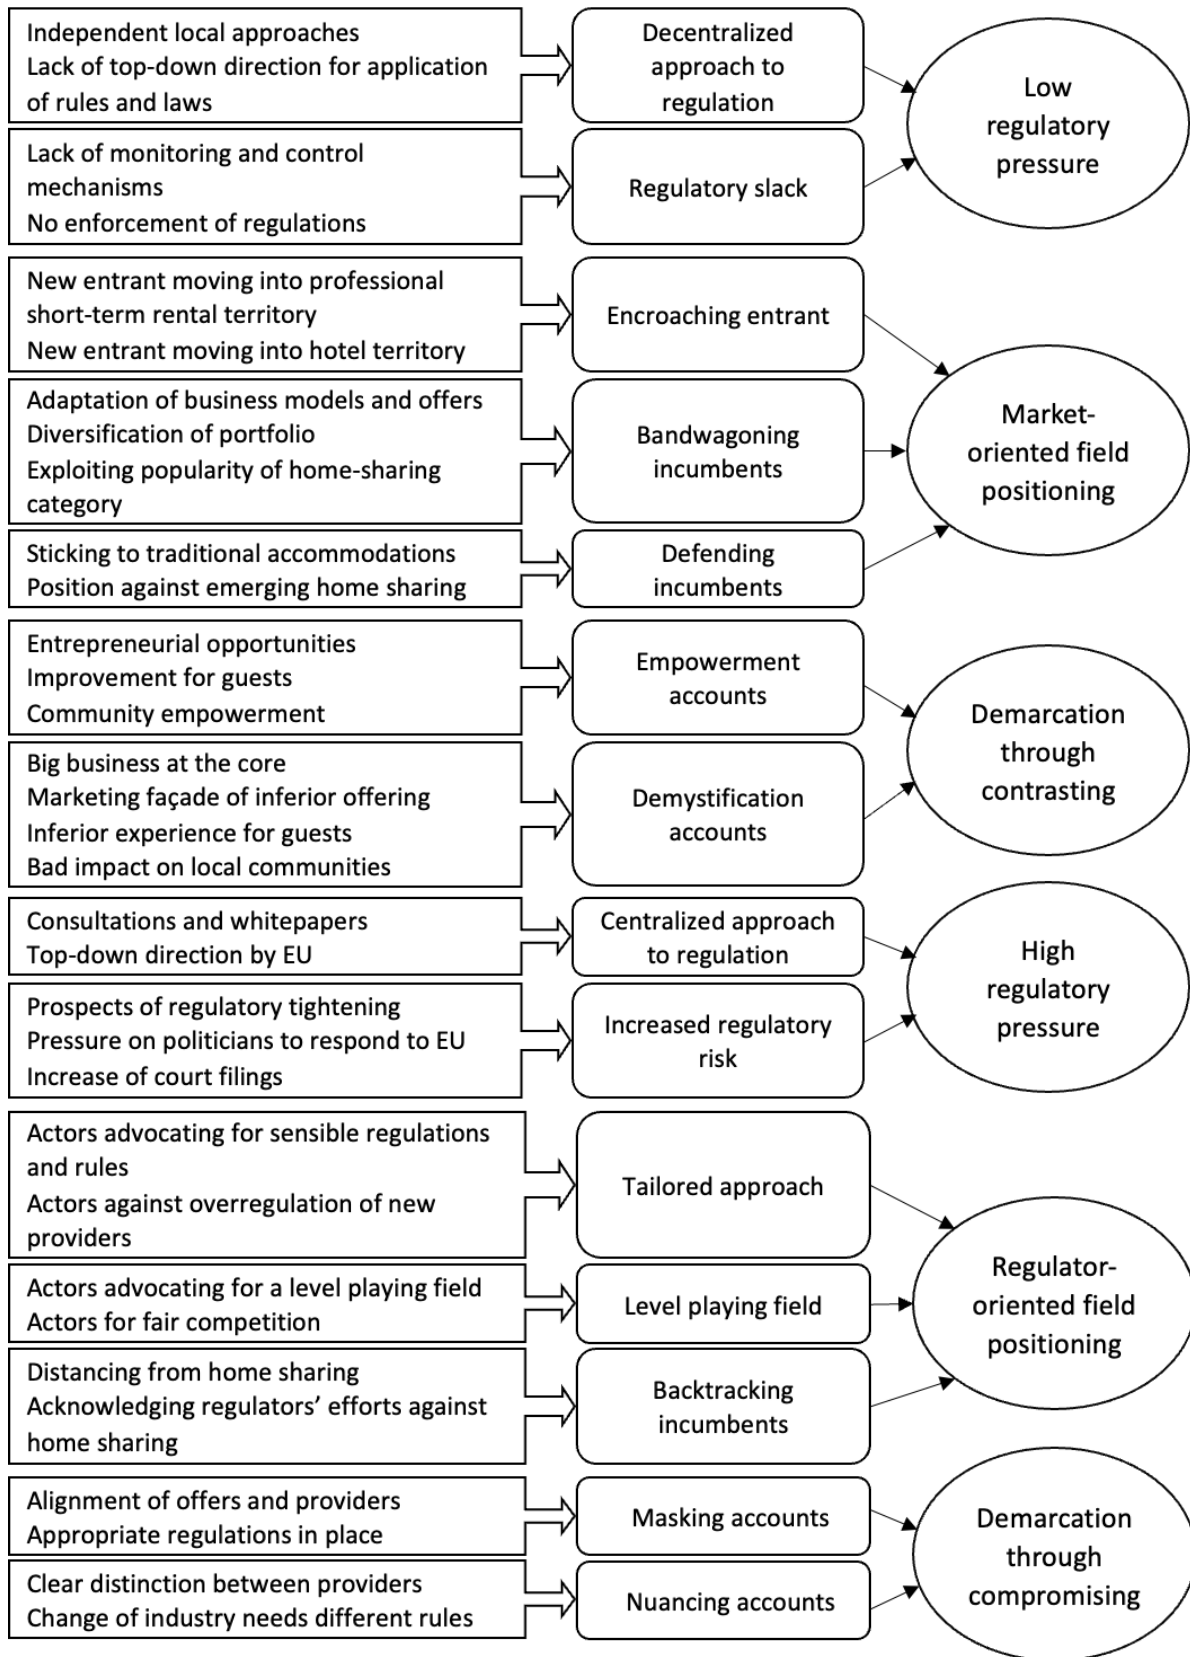 Independent local approaches
Lack of top-down direction for application
of rules and laws
Decentralized
approach to
regulation
Low
regulatory
pressure
Lack of monitoring and control
mechanisms
No enforcement of regulations
Regulatory slack
New entrant moving into professional
short-term rental territory
New entrant moving into hotel territory
Encroaching entrant
Market-
oriented field
positioning
Adaptation of business models and offers
Diversification of portfolio
Exploiting popularity of home-sharing
category
Bandwagoning
incumbents
Sticking to traditional accommodations
Position against emerging home sharing
Defending
incumbents
Entrepreneurial opportunities
Improvement for guests
Community empowerment
Empowerment
accounts
Demarcation
through
contrasting
Big business at the core
Marketing façade of inferior offering
Inferior experience for guests
Bad impact on local communities
Demystification
accounts
Consultations and whitepapers
Top-down direction by EU
Centralized approach
to regulation
High
regulatory
pressure
Prospects of regulatory tightening
Pressure on politicians to respond to EU
Increase of court filings
Increased regulatory
risk
Actors advocating for sensible regulations
and rules
Actors against overregulation of new
providers
Tailored approach
Regulator-
oriented field
positioning
Actors advocating for a level playing field
Actors for fair competition
Level playing field
Distancing from home sharing
Acknowledging regulators’ efforts against
home sharing
Backtracking
incumbents
Alignment of offers and providers
Appropriate regulations in place
Masking accounts
Demarcation
through
compromising
Clear distinction between providers
Change of industry needs different rules
Nuancing accounts